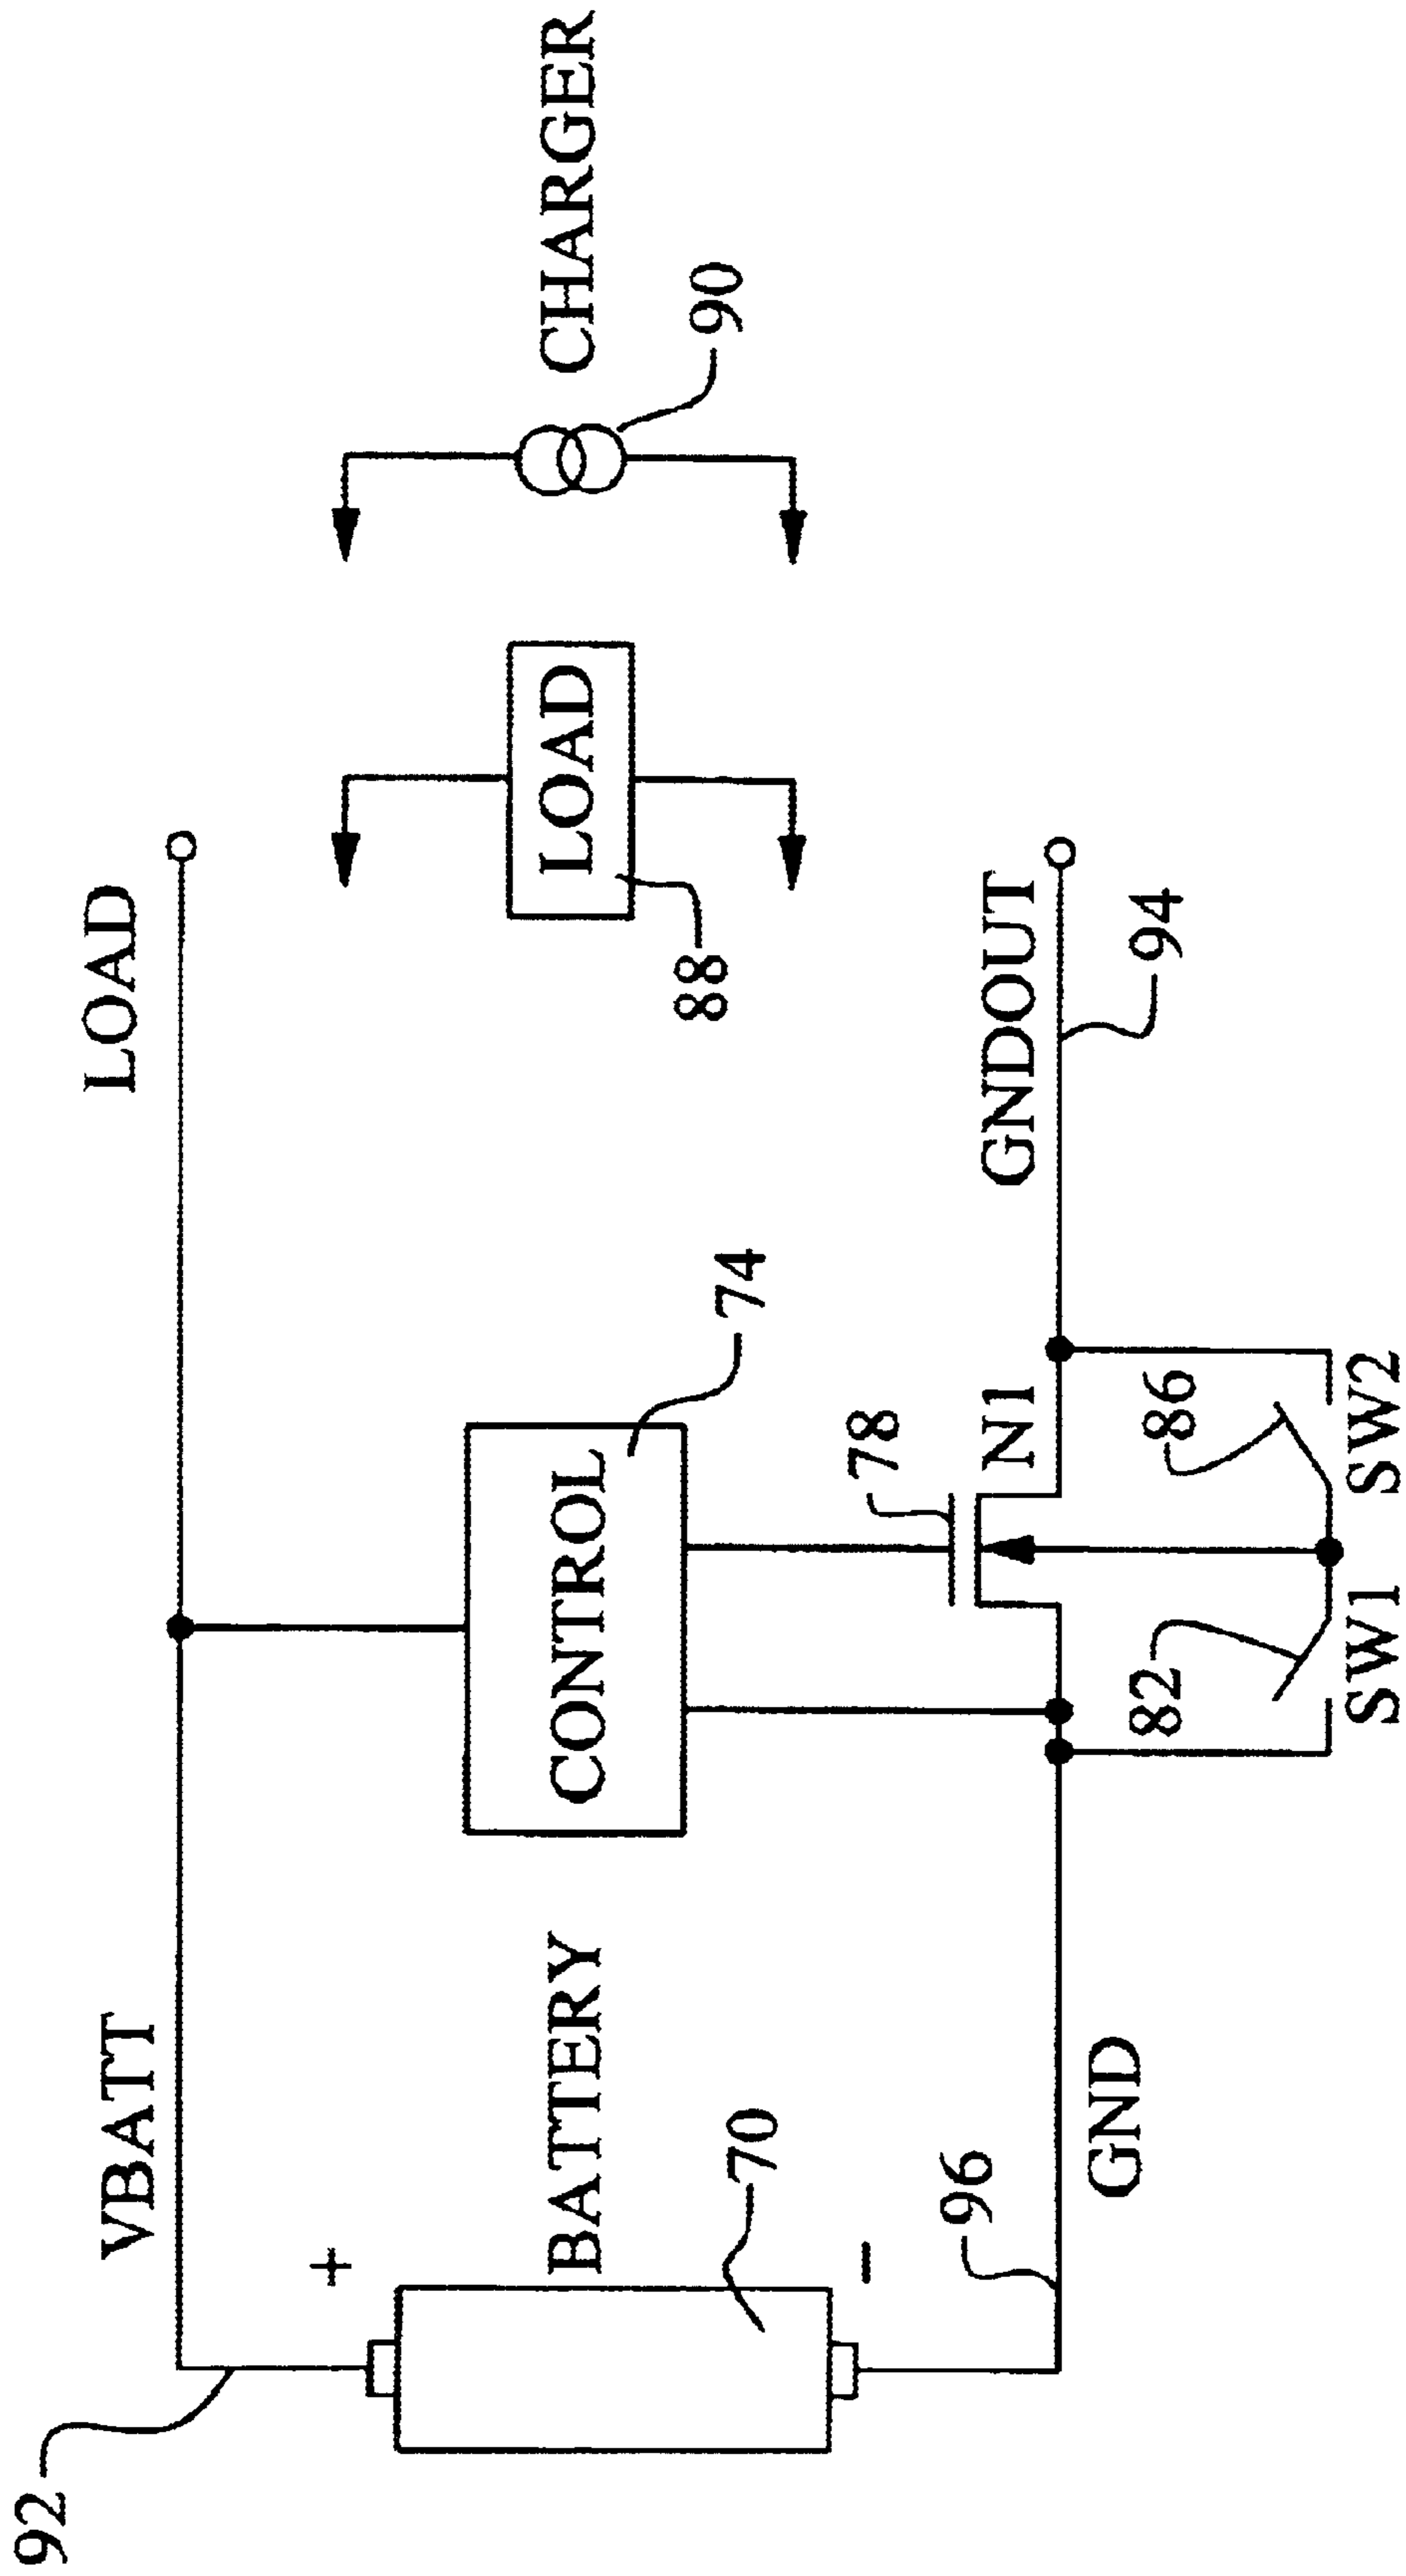 92
VBATT
LOAD
+
BATTERY
70
-
CONTROL
74
LOAD
88
CHARGER
90
96
GND
78
N1
GNDOUT
94
82
86
SW1
SW2